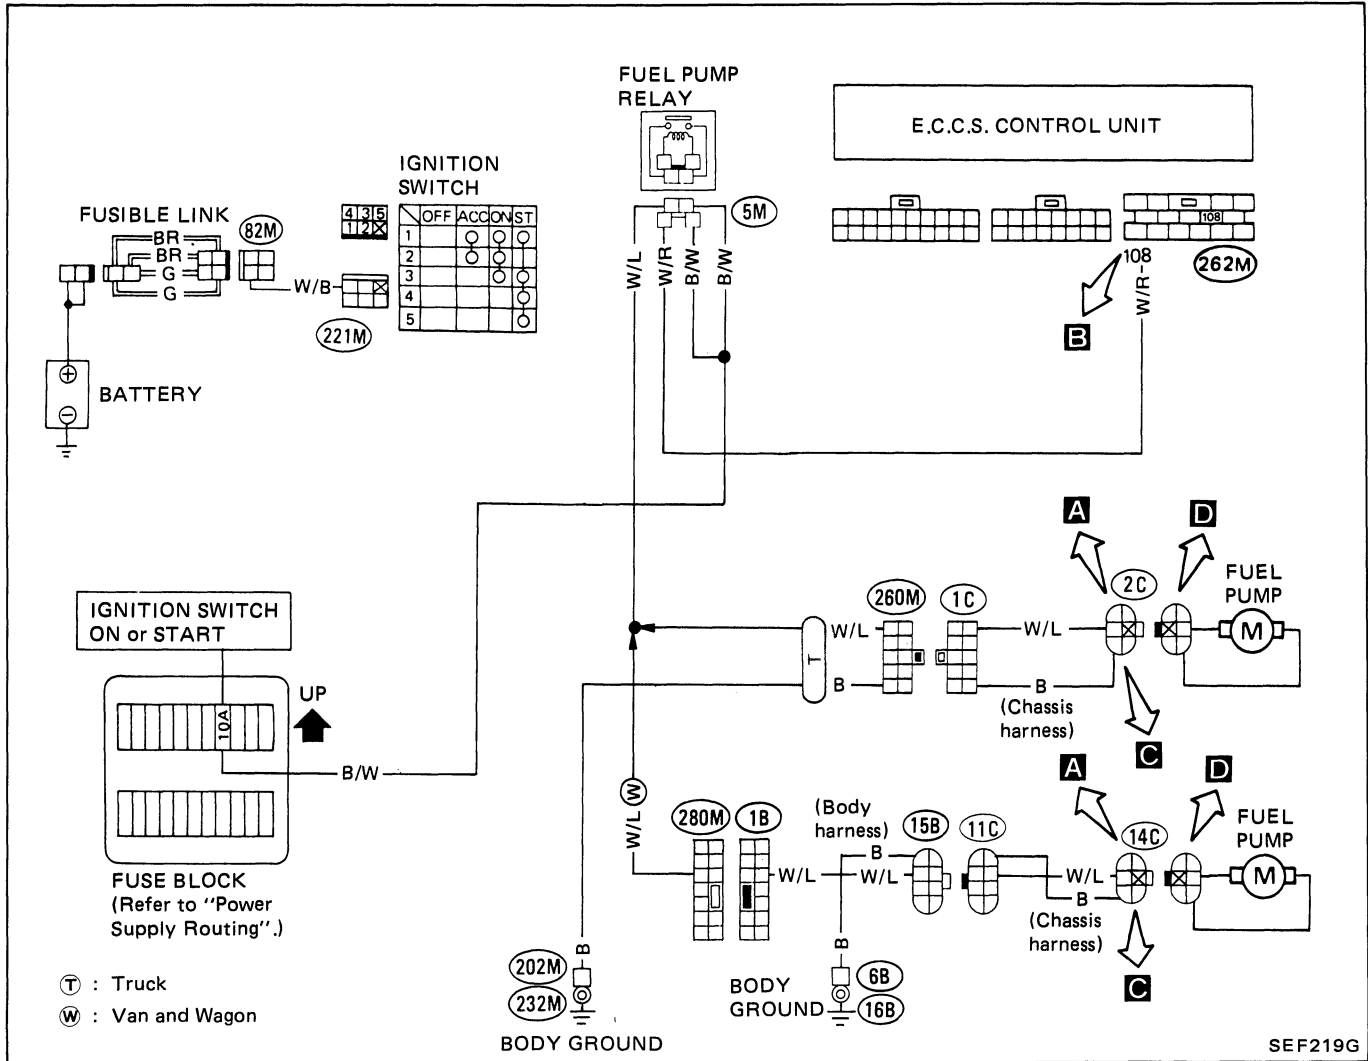 FUEL PUMP
RELAY
E.C.C.S. CONTROL UNIT
IGNITION
SWITCH
FUSIBLE LINK
82M
4 3 5
1 2
OFF ACC ON ST
1
2
3
4
5
BR
BR
G
G
W/B
221M
5M
W/L
W/R
B/W
B/W
108
108
262M
W/R
B
BATTERY
A
D
2C
FUEL
PUMP
260M
1C
IGNITION SWITCH
ON or START
W/L
W/L
M
T
B
B
(Chassis
harness)
UP
10A
C
B/W
A
D
W
W/L
280M
1B
(Body
harness)
15B
11C
14C
FUEL
PUMP
B
W/L
W/L
W/L
M
B
(Chassis
harness)
FUSE BLOCK
(Refer to "Power
Supply Routing".)
B
B
C
202M
232M
BODY GROUND
BODY
GROUND
6B
16B
T : Truck
W : Van and Wagon
SEF219G